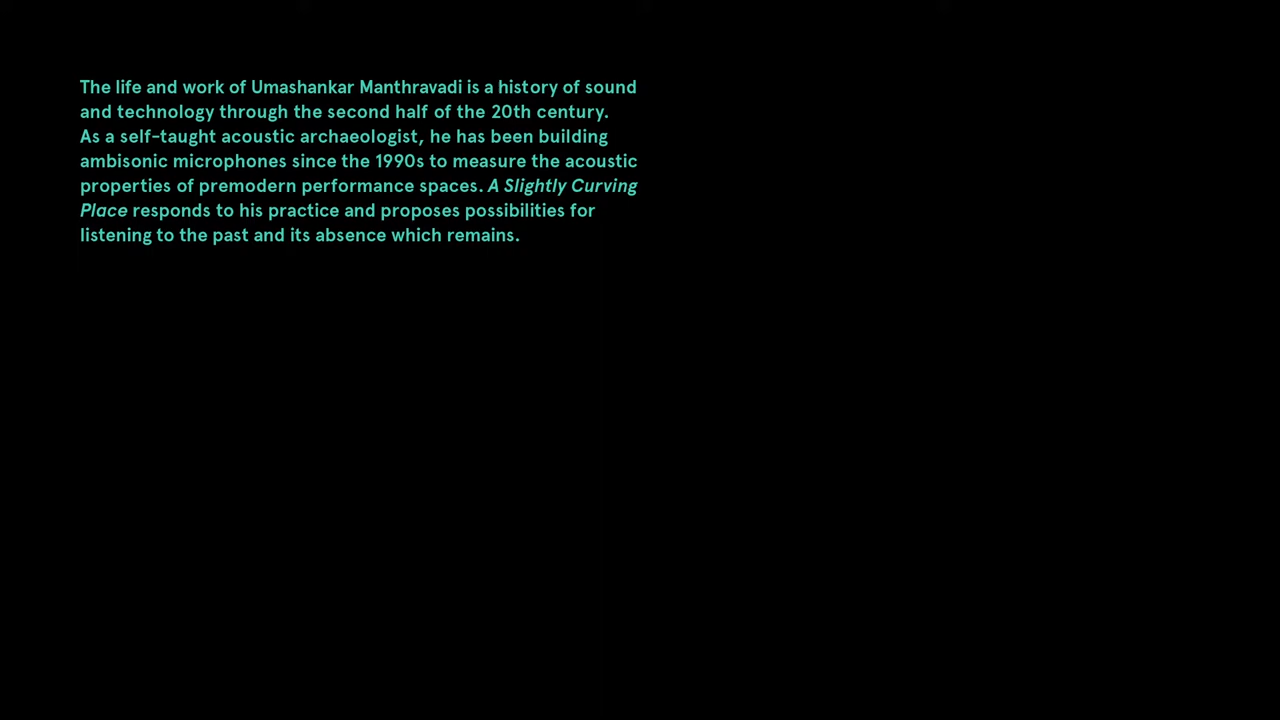 The life and work of Umashankar Manthravadi is a history of sound
and technology through the second half of the 20th century.
As a self-taught acoustic archaeologist, he has been building
ambisonic microphones since the 1990s to measure the acoustic
properties of premodern performance spaces. A Slightly Curving
Place responds to his practice and proposes possibilities for
listening to the past and its absence which remains.